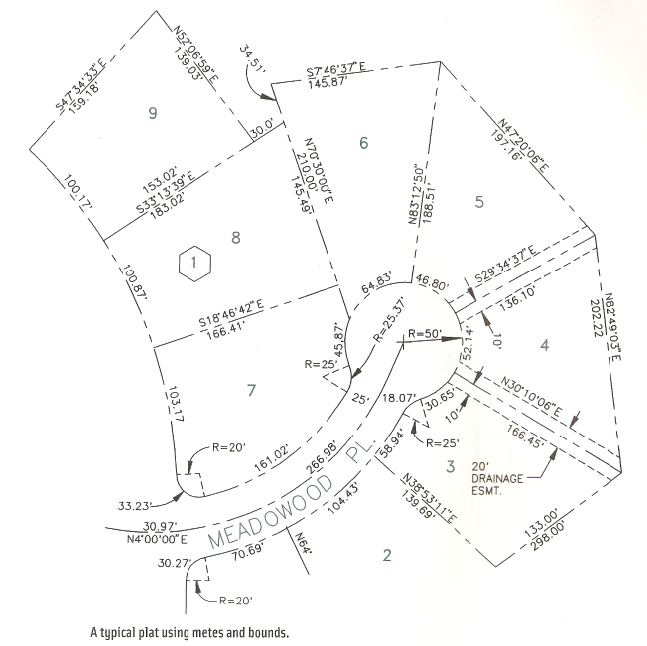 N52°06'59"E
139.03'
34.51'
S7°46'37"E
145.87'
S47°34'33"E
159.18'
9
30.0'
6
N47°20'06"E
197.16'
N70°30'00"E
210.00'
145.49'
100.17'
153.02'
S33°13'39"E
183.02'
N83°12'50"
188.51'
5
8
1
S29°34'37"E
136.10'
100.87'
64.83'
46.80'
R=25.37'
R=50'
10'
N82°49'03"E
202.22
S18°46'42"E
166.41'
45.87'
52.14'
4
R=25'
7
25'
18.07'
30.65'
10'
N30°10'06"E
166.45'
103.17
R=20'
161.02'
266.98'
58.94'
R=25'
3
20'
DRAINAGE
ESMT.
33.23'
MEADOWOOD PL.
104.43'
N38°53'11"E
139.69'
133.00'
298.00'
30.97'
N4°00'00"E
70.69'
N64'
2
30.27'
R=20'
A typical plat using metes and bounds.